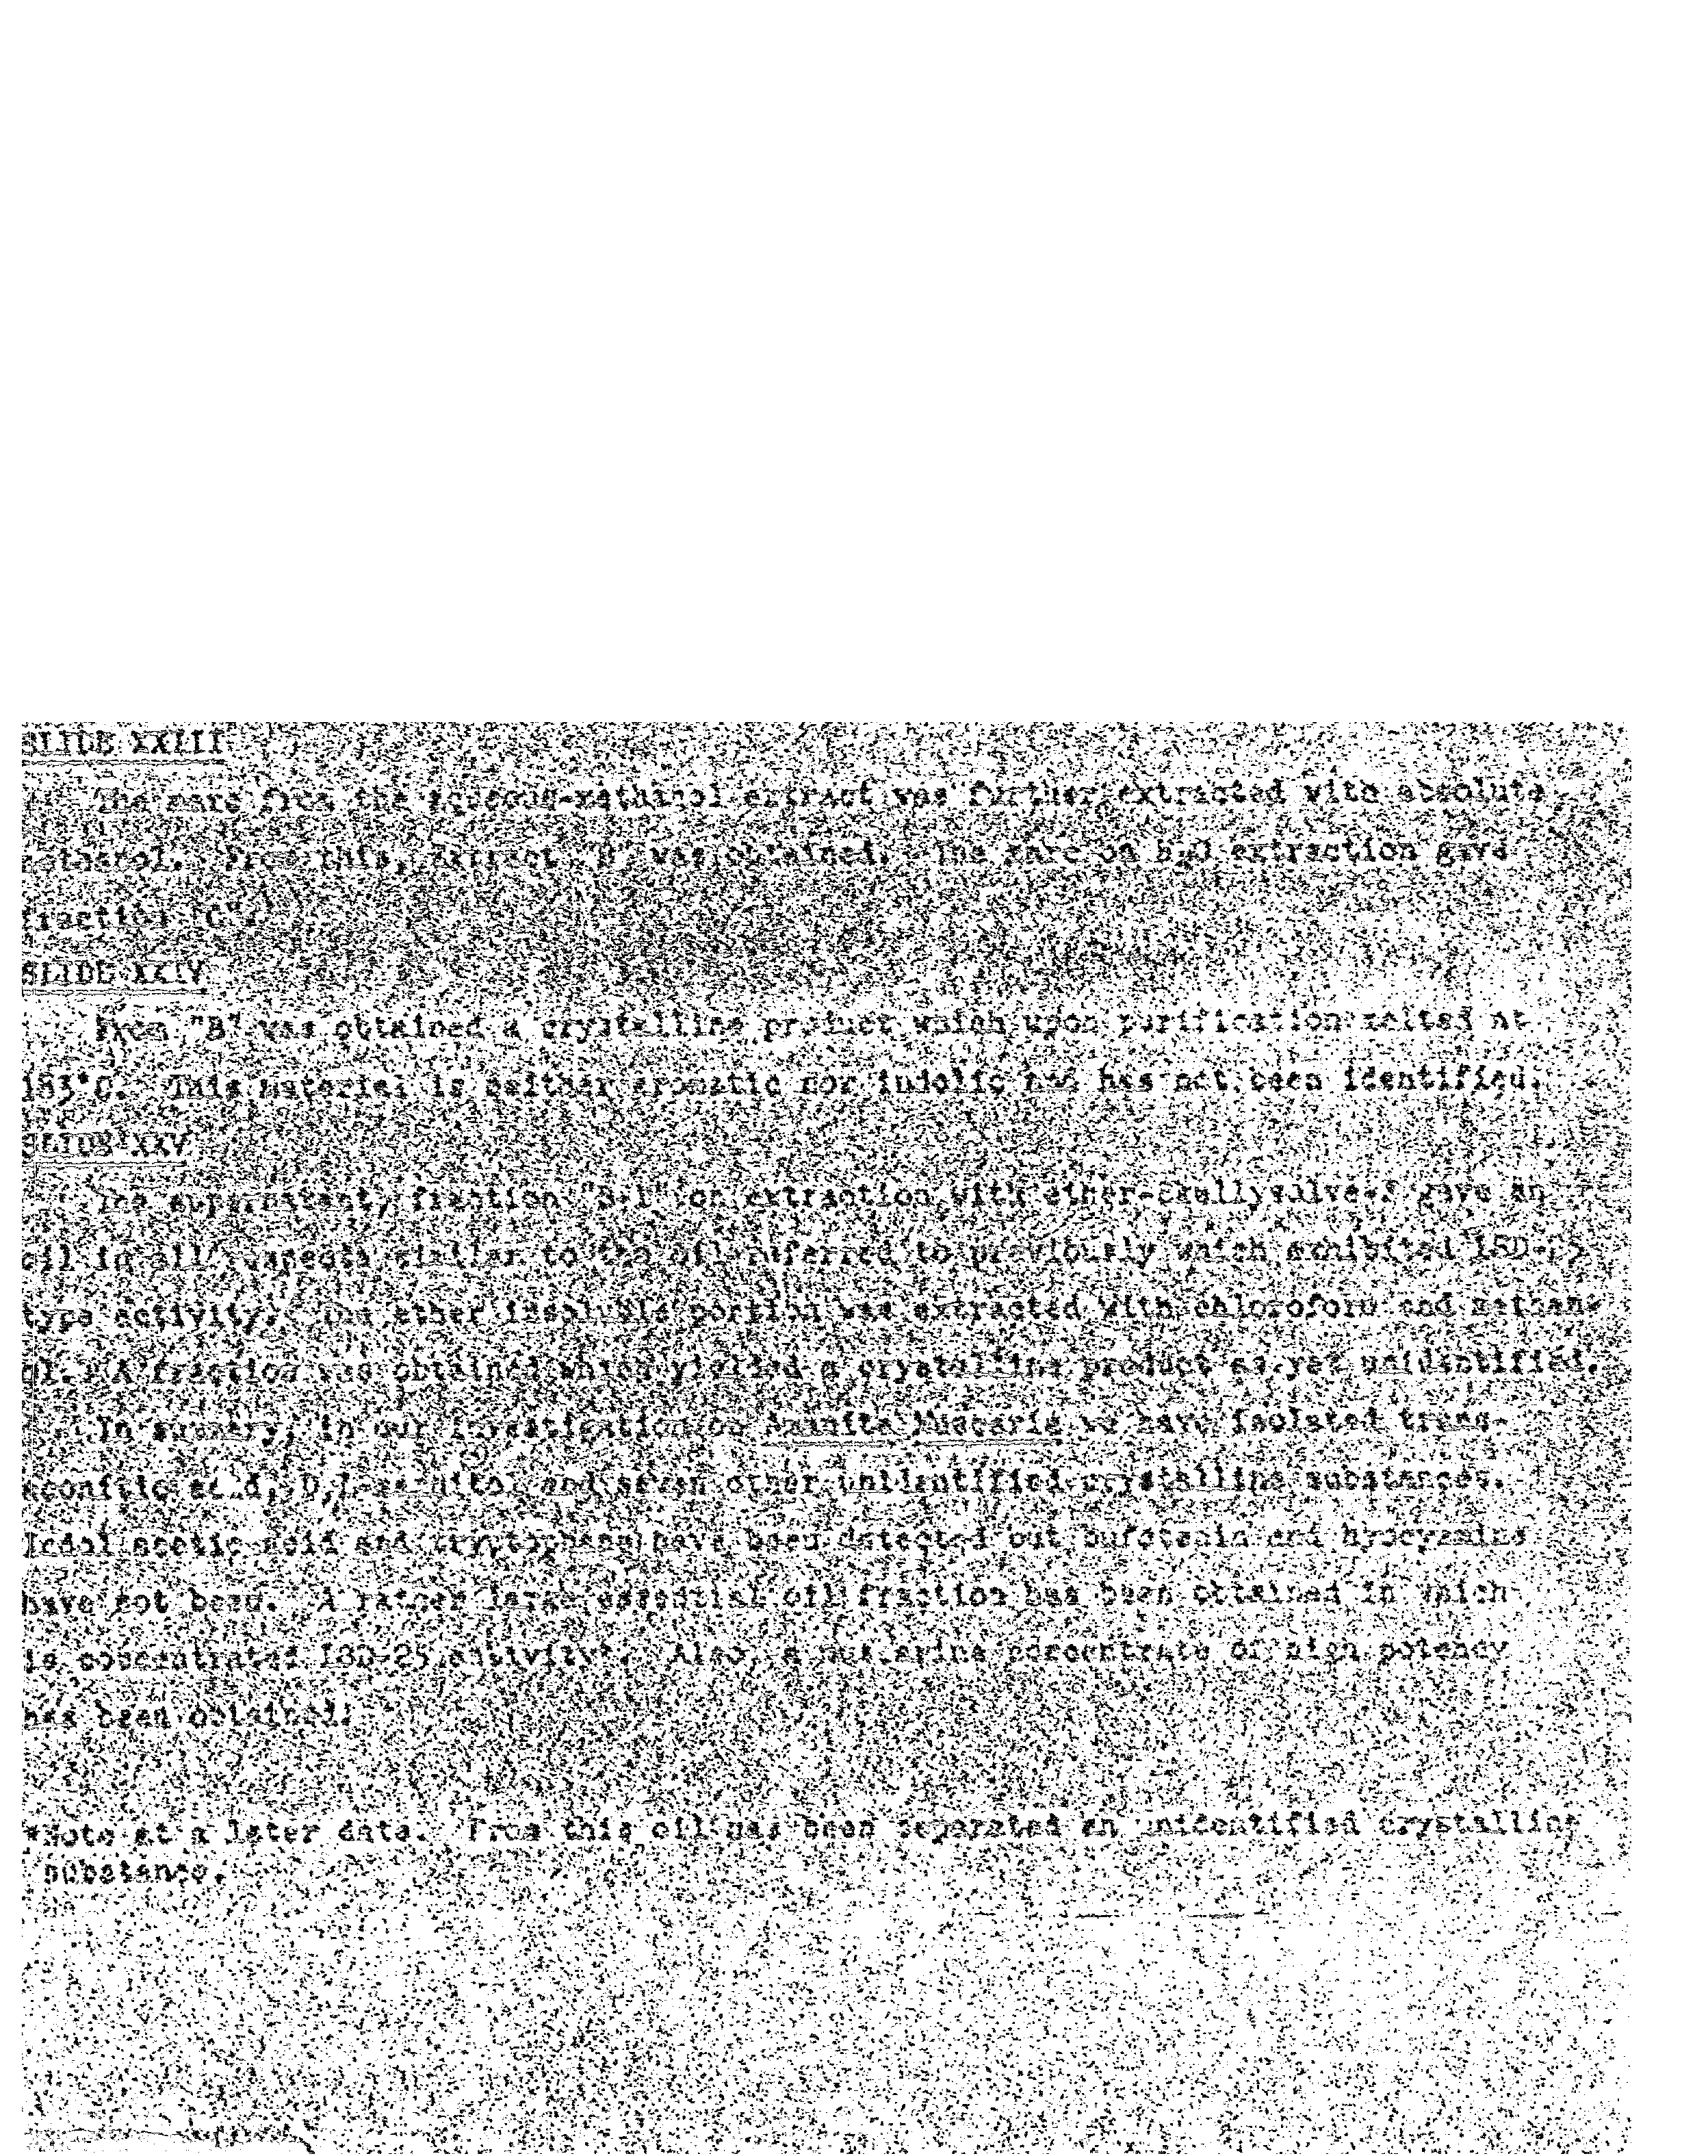 SLIDE XXIII
The marc from the aqueous-methanol extract was further extracted with absolute
methanol. From this, extract "B" was obtained. The marc on H2O extraction gave
fraction "C".
SLIDE XXIV
From "B" was obtained a crystalline product which upon purification melted at
183°C. This material is neither aromatic nor indolic and has not been identified.
SLIDE XXV
The supernatant, fraction "B-1" on extraction with ether-Skellysolve- gave an
oil in all respects similar to the oil referred to previously which exhibited LSD-25
type activity. The ether insoluble portion was extracted with chloroform and methan-
ol. A fraction was obtained which yielded a crystalline product as yet unidentified.
In summary, in our investigation on Amanita Muscaria we have isolated trans-
aconitic acid, D,L- and seven other unidentified crystalline substances.
Indol acetic acid and tryptophane have been detected but bufotenin and hyocyamine
have not been. A rather large essential oil fraction has been obtained in which
is concentrated LSD-25 activity*. Also, a muscarine concentrate of high potency
has been obtained.
*Note at a later date. From this oil has been separated an unidentified crystalline
substance.